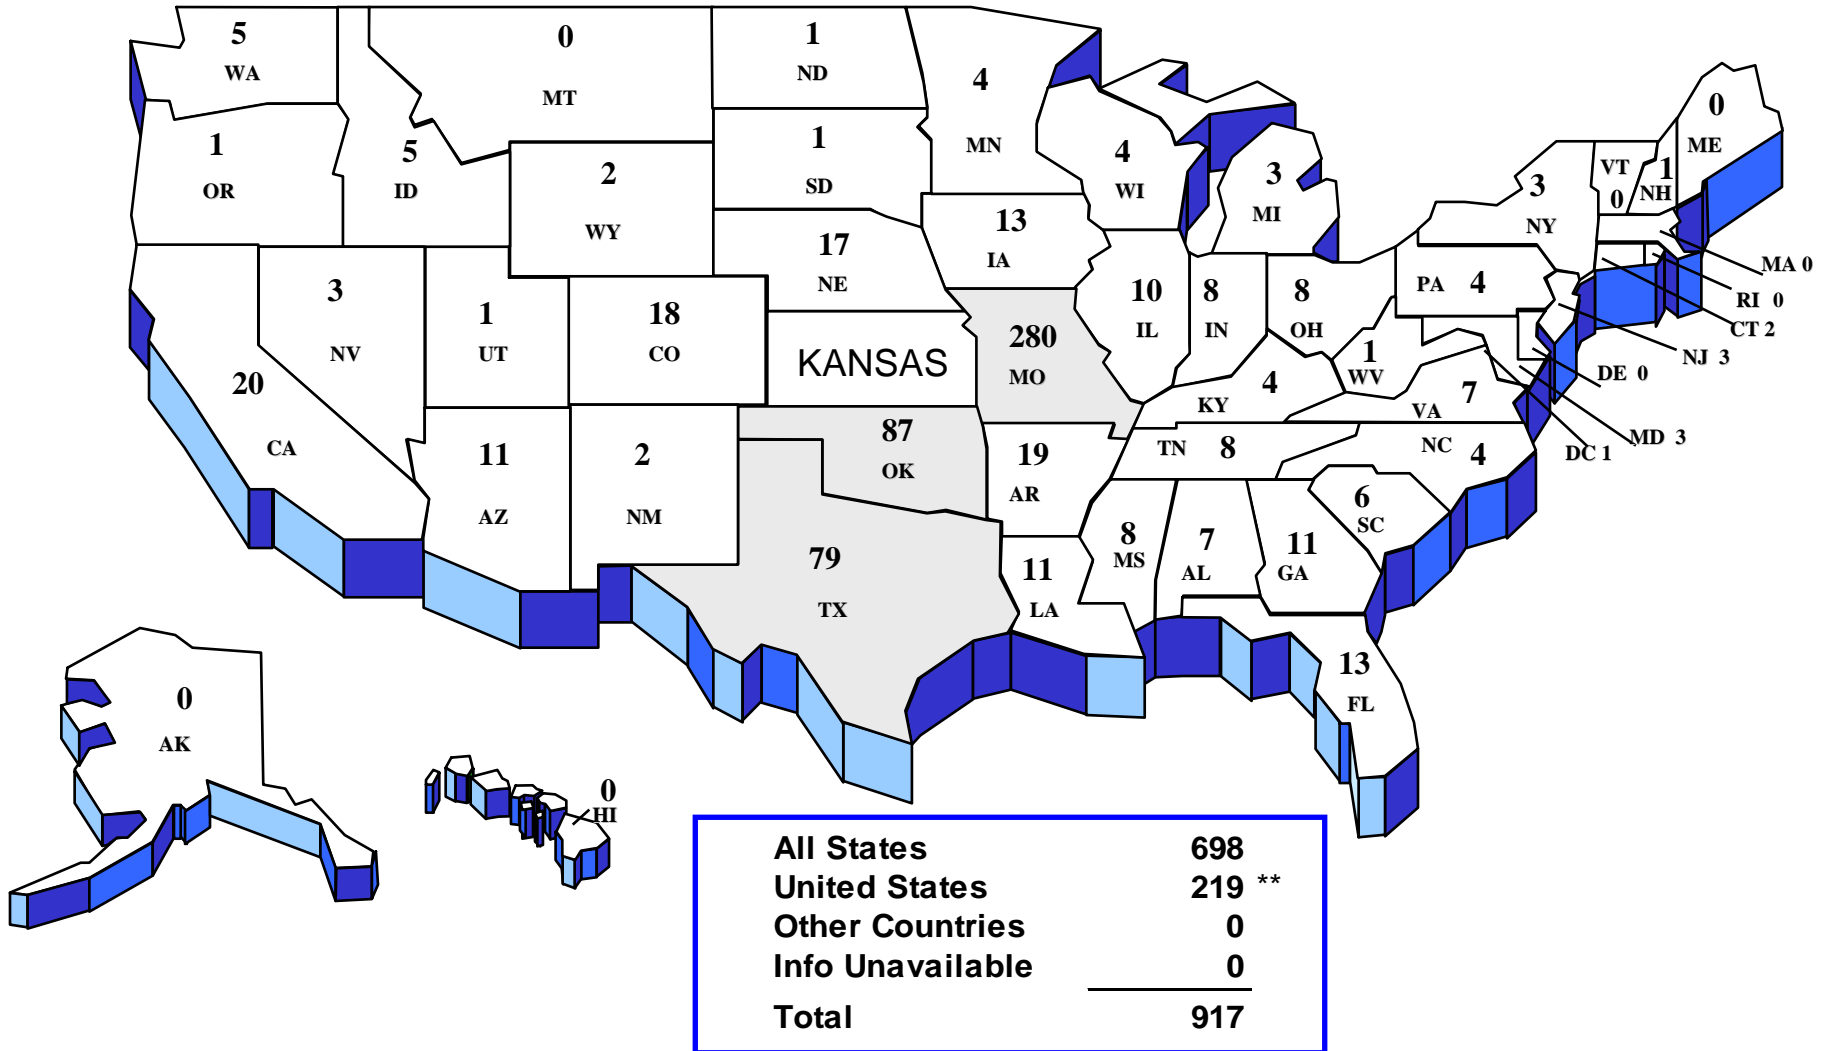 5
WA
0
MT
1
ND
4
MN
1
OR
5
ID
2
WY
1
SD
4
WI
3
MI
3
NY
VT
0
1
NH
0
ME
3
NV
1
UT
18
CO
17
NE
13
IA
10
IL
8
IN
8
OH
PA 4
MA 0
RI 0
CT 2
NJ 3
DE 0
MD 3
DC 1
20
CA
KANSAS
280
MO
4
KY
1
WV
7
VA
11
AZ
2
NM
87
OK
19
AR
TN 8
NC
4
6
SC
79
TX
11
LA
8
MS
7
AL
11
GA
13
FL
0
AK
0
HI
All States 698
United States 219 **
Other Countries 0
Info Unavailable 0
Total 917